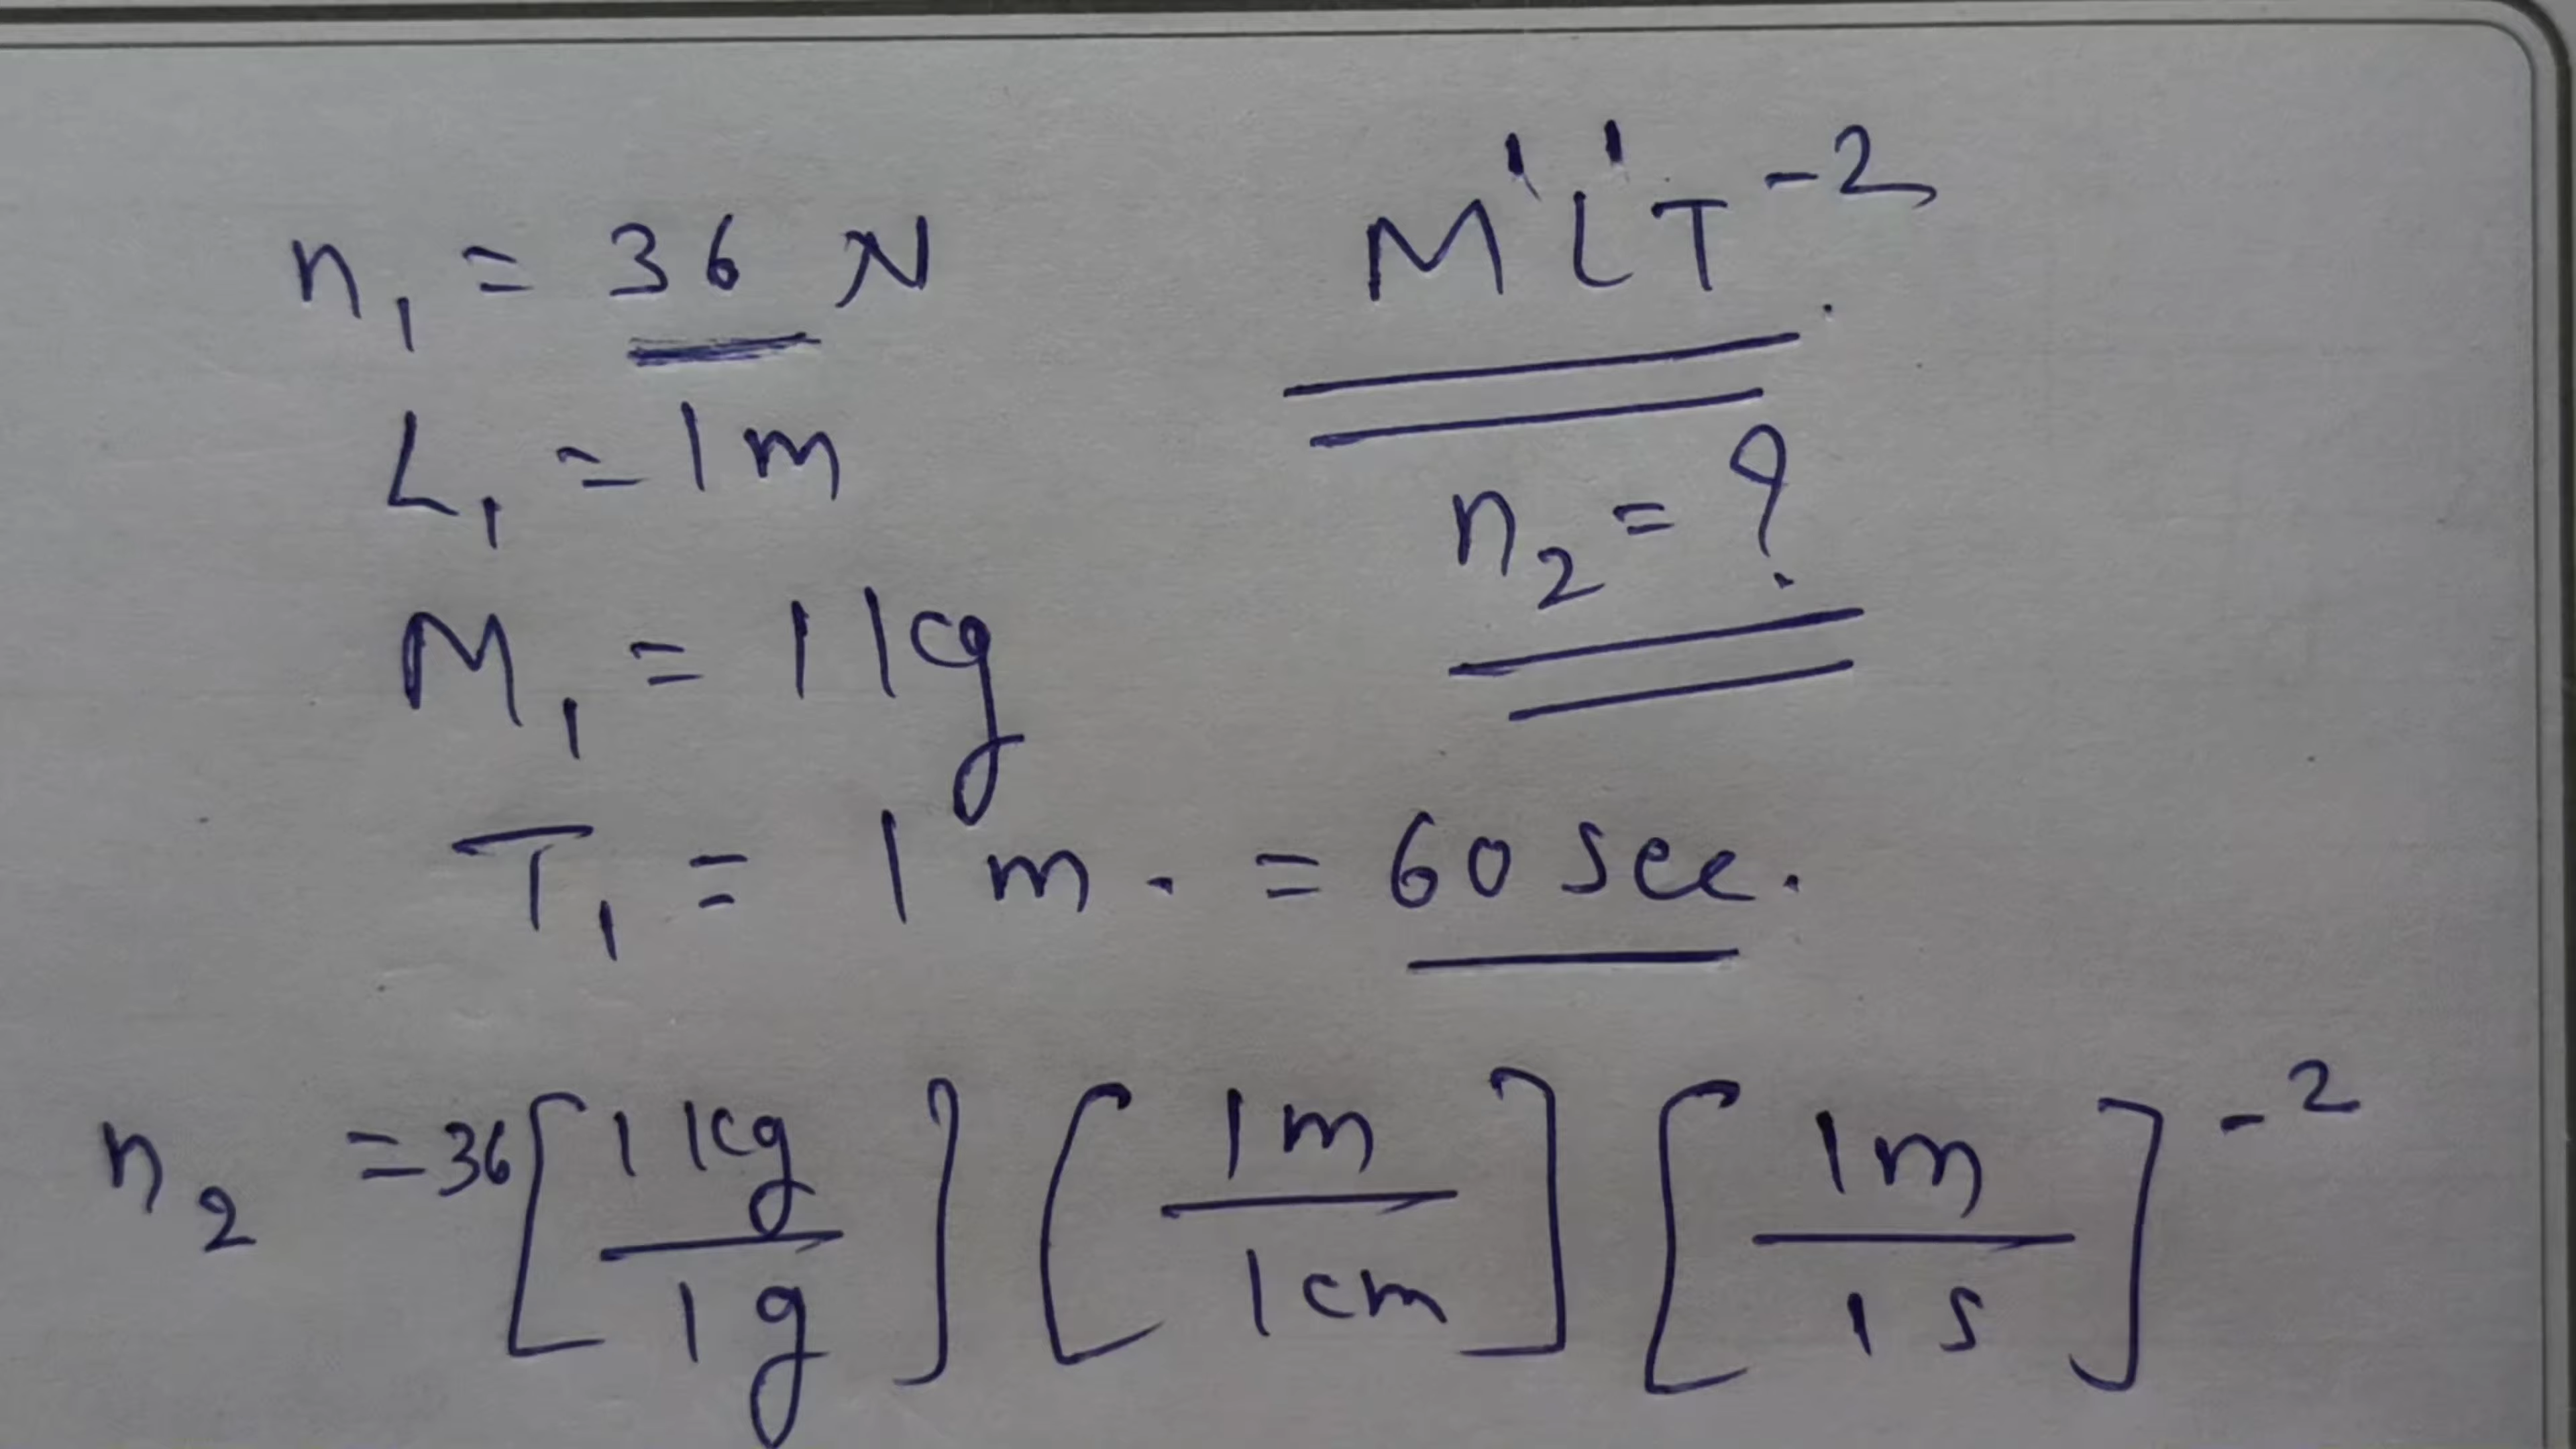 n₁ = 36 N
M¹L¹T⁻²
L₁ = 1m
n₂ = ?
M₁ = 1kg
T₁ = 1 m. = 60 sec.
n₂ = 36 [1kg/1g] [1m/1cm] [1m/1s]⁻²